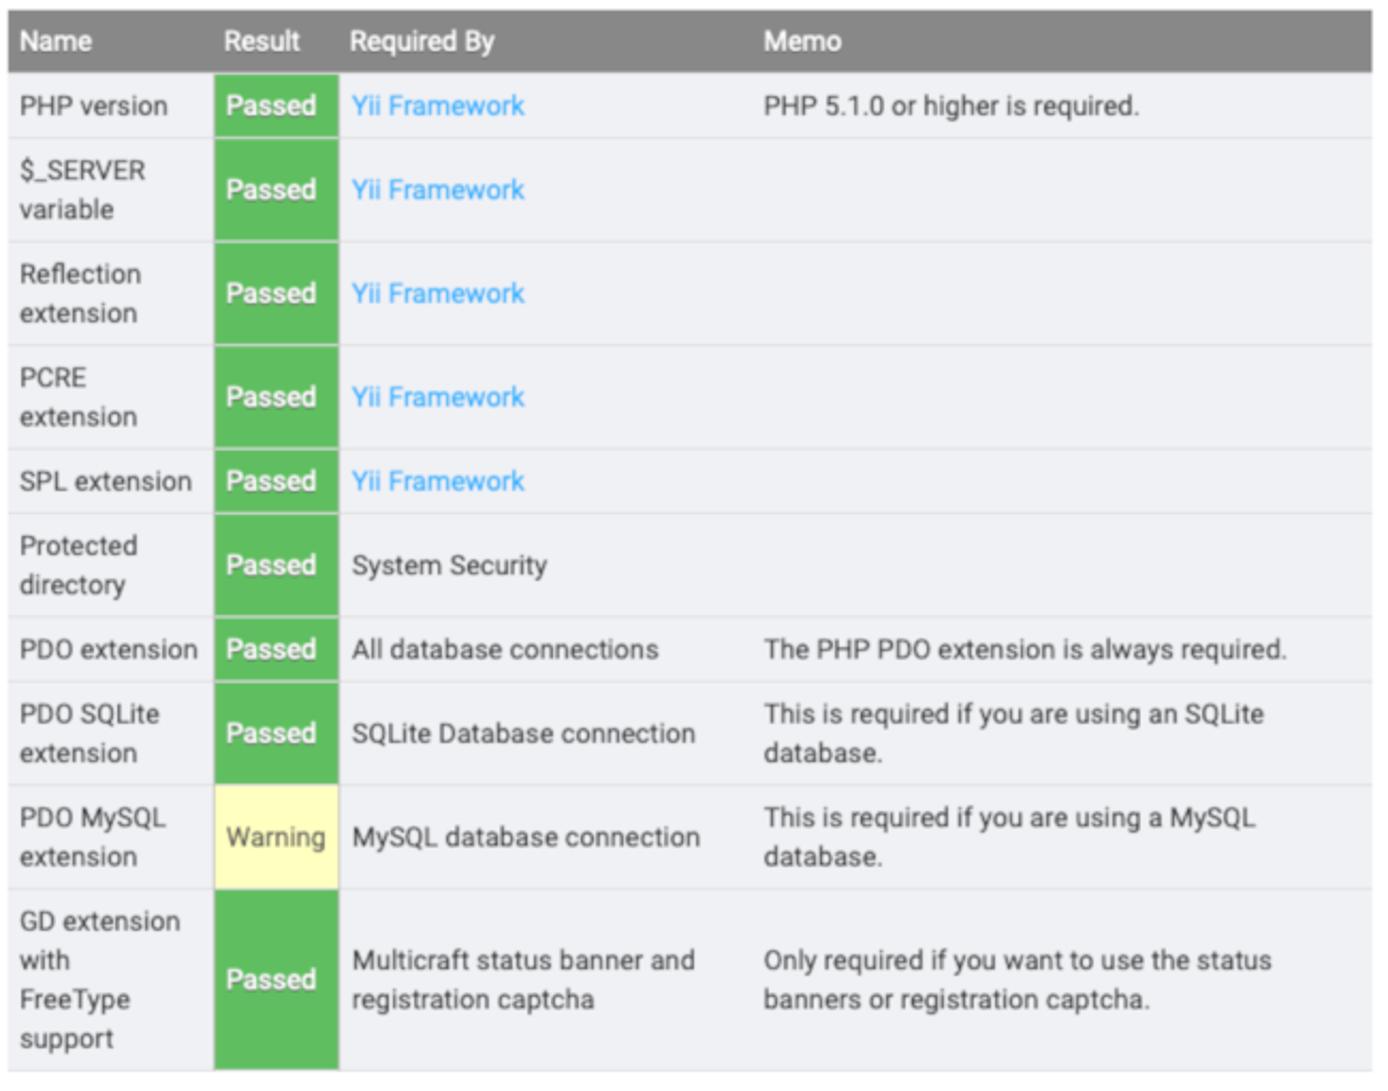 Name Result Required By Memo
PHP version Passed Yii Framework PHP 5.1.0 or higher is required.
$_SERVER
variable
Passed Yii Framework
Reflection
extension
Passed Yii Framework
PCRE
extension
Passed Yii Framework
SPL extension Passed Yii Framework
Protected
directory
Passed System Security
PDO extension Passed All database connections The PHP PDO extension is always required.
PDO SQLite
extension
Passed SQLite Database connection
This is required if you are using an SQLite
database.
PDO MySQL
extension
Warning MySQL database connection
This is required if you are using a MySQL
database.
GD extension
with
FreeType
support
Passed
Multicraft status banner and
registration captcha
Only required if you want to use the status
banners or registration captcha.